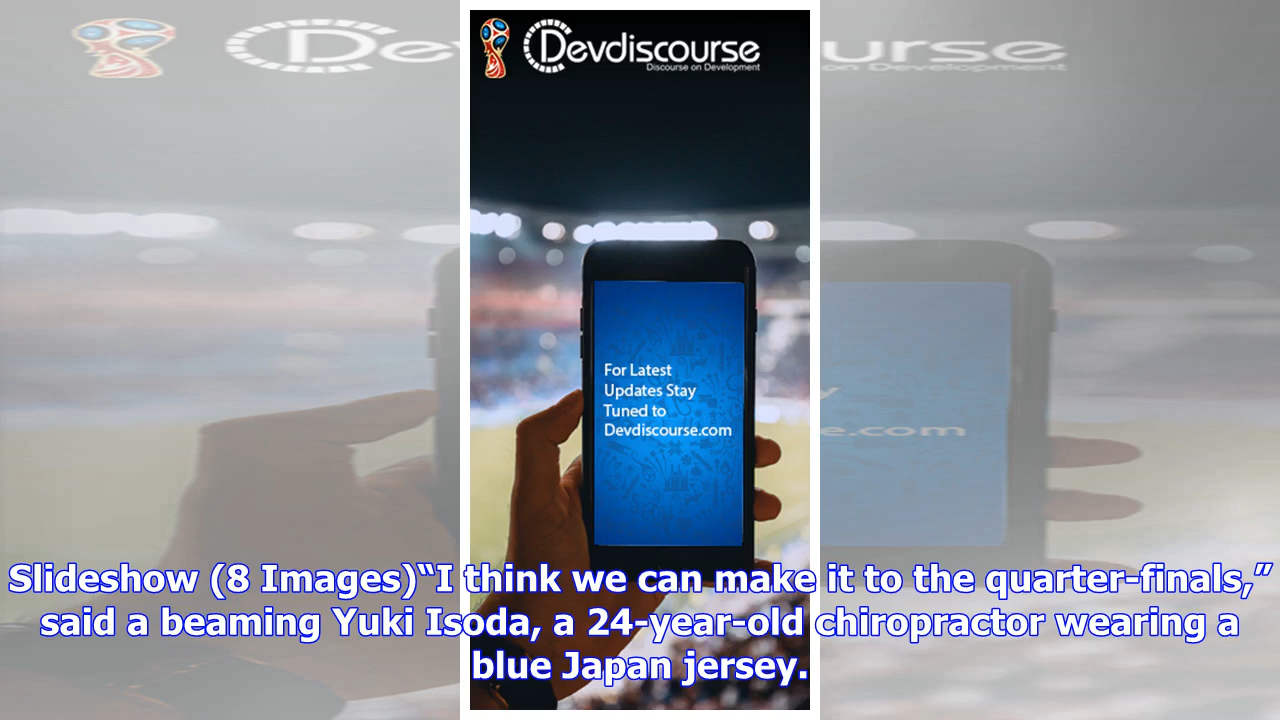 Devdiscourse
Discourse on Development
For Latest
Updates Stay
Tuned to
Devdiscourse.com
Slideshow (8 Images)“I think we can make it to the quarter-finals,”
said a beaming Yuki Isoda, a 24-year-old chiropractor wearing a
blue Japan jersey.